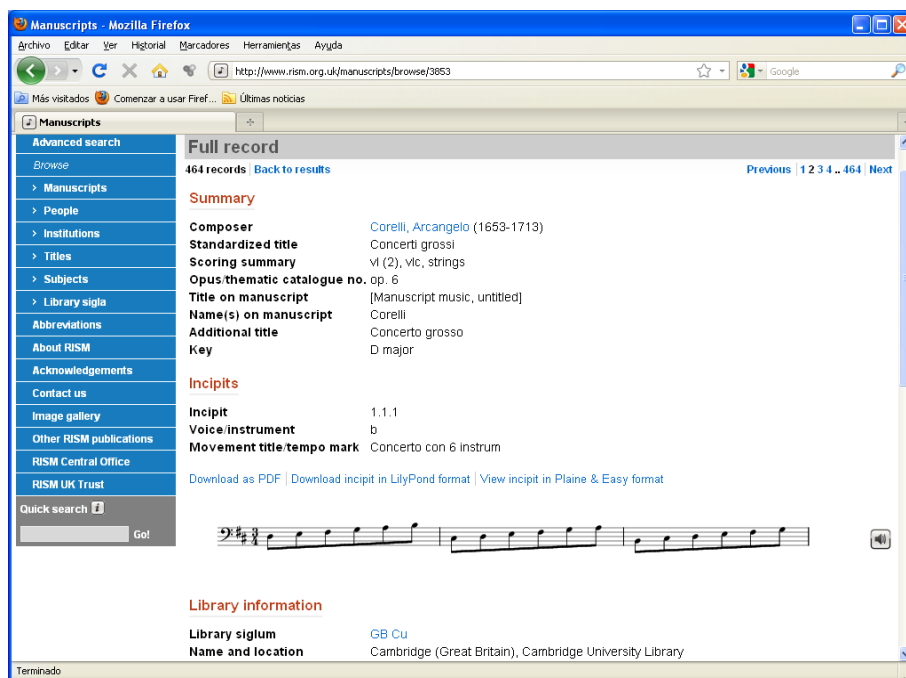 Manuscripts - Mozilla Firefox
Archivo Editar Ver Historial Marcadores Herramientas Ayuda
http://www.rism.org.uk/manuscripts/browse/3853
Google
Más visitados Comenzar a usar Firef... Últimas noticias
Manuscripts
Advanced search
Browse
> Manuscripts
> People
> Institutions
> Titles
> Subjects
> Library sigla
Abbreviations
About RISM
Acknowledgements
Contact us
Image gallery
Other RISM publications
RISM Central Office
RISM UK Trust
Quick search i
Go!
Full record
464 records | Back to results
Previous | 1 2 3 4 .. 464 | Next
Summary
Composer Corelli, Arcangelo (1653-1713)
Standardized title Concerti grossi
Scoring summary vl (2), vlc, strings
Opus/thematic catalogue no. op. 6
Title on manuscript [Manuscript music, untitled]
Name(s) on manuscript Corelli
Additional title Concerto grosso
Key D major
Incipits
Incipit 1.1.1
Voice/instrument b
Movement title/tempo mark Concerto con 6 instrum
Download as PDF | Download incipit in LilyPond format | View incipit in Plaine & Easy format
3
4
Library information
Library siglum GB Cu
Name and location Cambridge (Great Britain), Cambridge University Library
Terminado